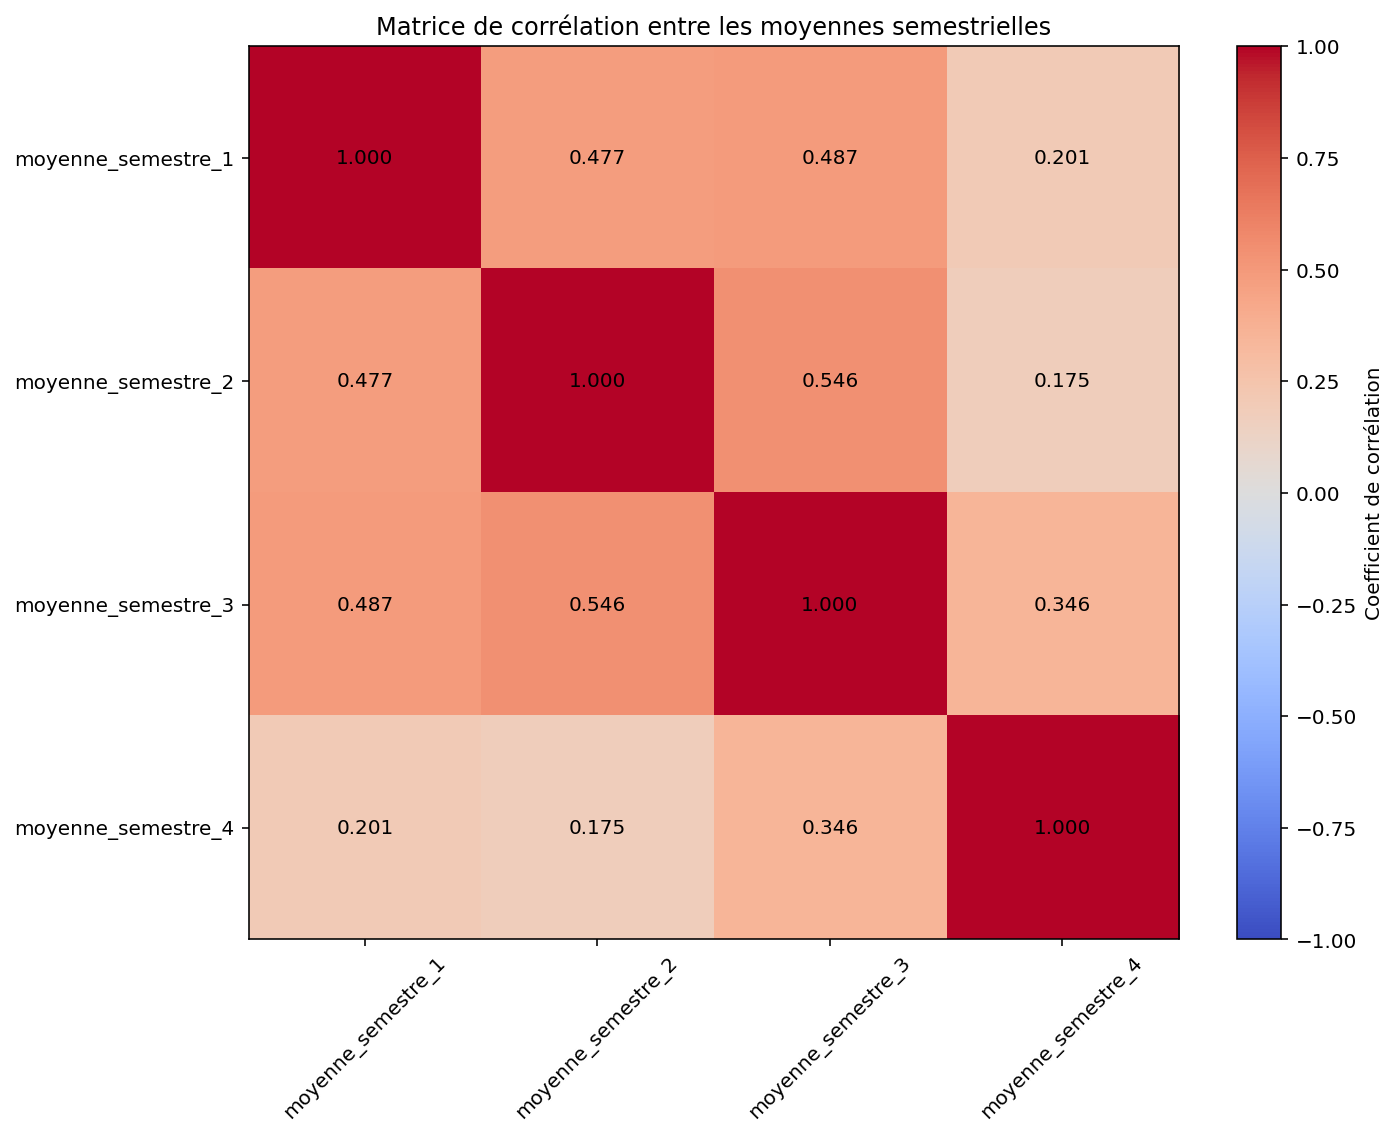 Matrice de corrélation entre les moyennes semestrielles
moyenne_semestre_1
1.000 0.477 0.487 0.201
moyenne_semestre_2
0.477 1.000 0.546 0.175
moyenne_semestre_3
0.487 0.546 1.000 0.346
moyenne_semestre_4
0.201 0.175 0.346 1.000
moyenne_semestre_1
moyenne_semestre_2
moyenne_semestre_3
moyenne_semestre_4
1.00
0.75
0.50
0.25
0.00
−0.25
−0.50
−0.75
−1.00
Coefficient de corrélation